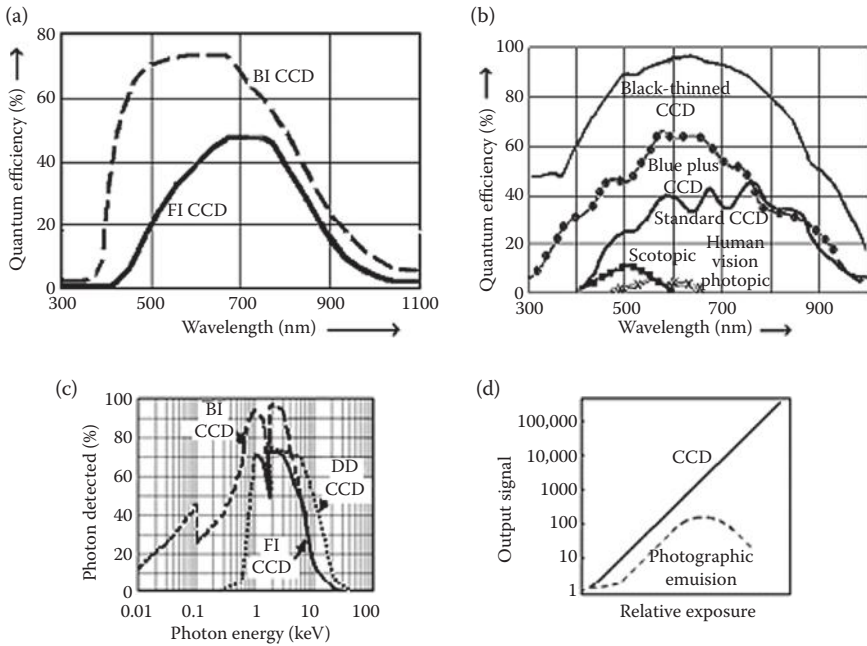 (a)
80
60
40
20
0
Quantum efficiency (%)
BI CCD
FI CCD
300
500
700
900
1100
Wavelength (nm)
(b)
100
80
60
40
20
0
Quantum efficiency (%)
Black-thinned
CCD
Blue plus
CCD
Standard CCD
Scotopic
Human
vision
photopic
300
500
700
900
Wavelength (nm)
(c)
100
90
70
60
40
20
0
Photon detected (%)
BI
CCD
DD
CCD
FI
CCD
0.01
0.1
1
10
100
Photon energy (keV)
(d)
100,000
10,000
1000
100
10
1
Output signal
CCD
Photographic
emuision
Relative exposure